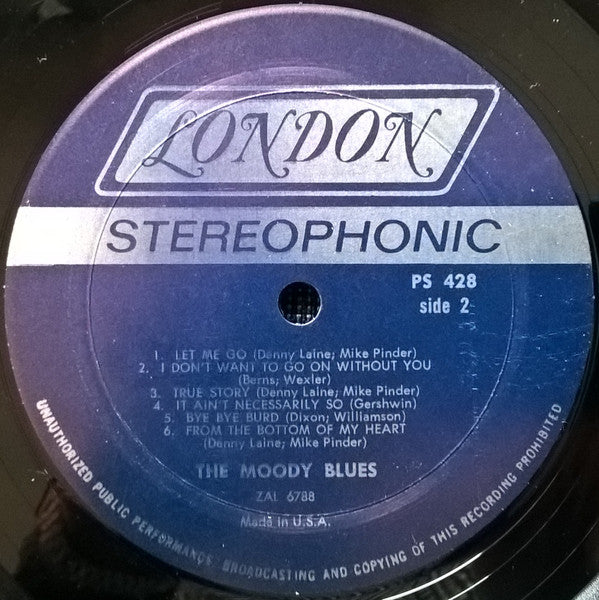 LONDON
STEREOPHONIC
PS 428
side 2
1. LET ME GO (Denny Laine; Mike Pinder)
2. I DON'T WANT TO GO ON WITHOUT YOU
(Berns; Wexler)
3. TRUE STORY (Denny Laine; Mike Pinder)
4. IT AIN'T NECESSARILY SO (Gershwin)
5. BYE BYE BURD (Dixon; Williamson)
6. FROM THE BOTTOM OF MY HEART
(Denny Laine; Mike Pinder)
THE MOODY BLUES
ZAL 6788
Made in U.S.A.
UNAUTHORIZED PUBLIC PERFORMANCE, BROADCASTING AND COPYING OF THIS RECORDING PROHIBITED